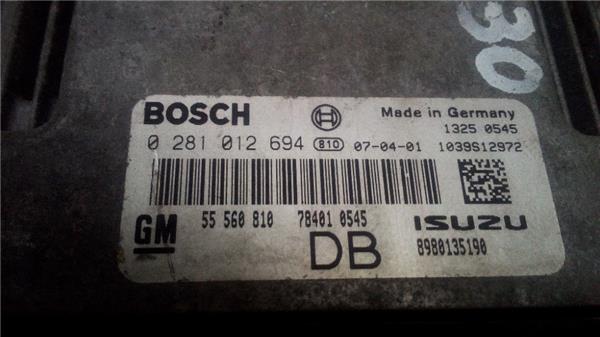 30
BOSCH Made in Germany
1325 0545
0 281 012 694 810 07-04-01 1039S12972
GM 55 560 810 78401 0545 ISUZU
DB 8980135190